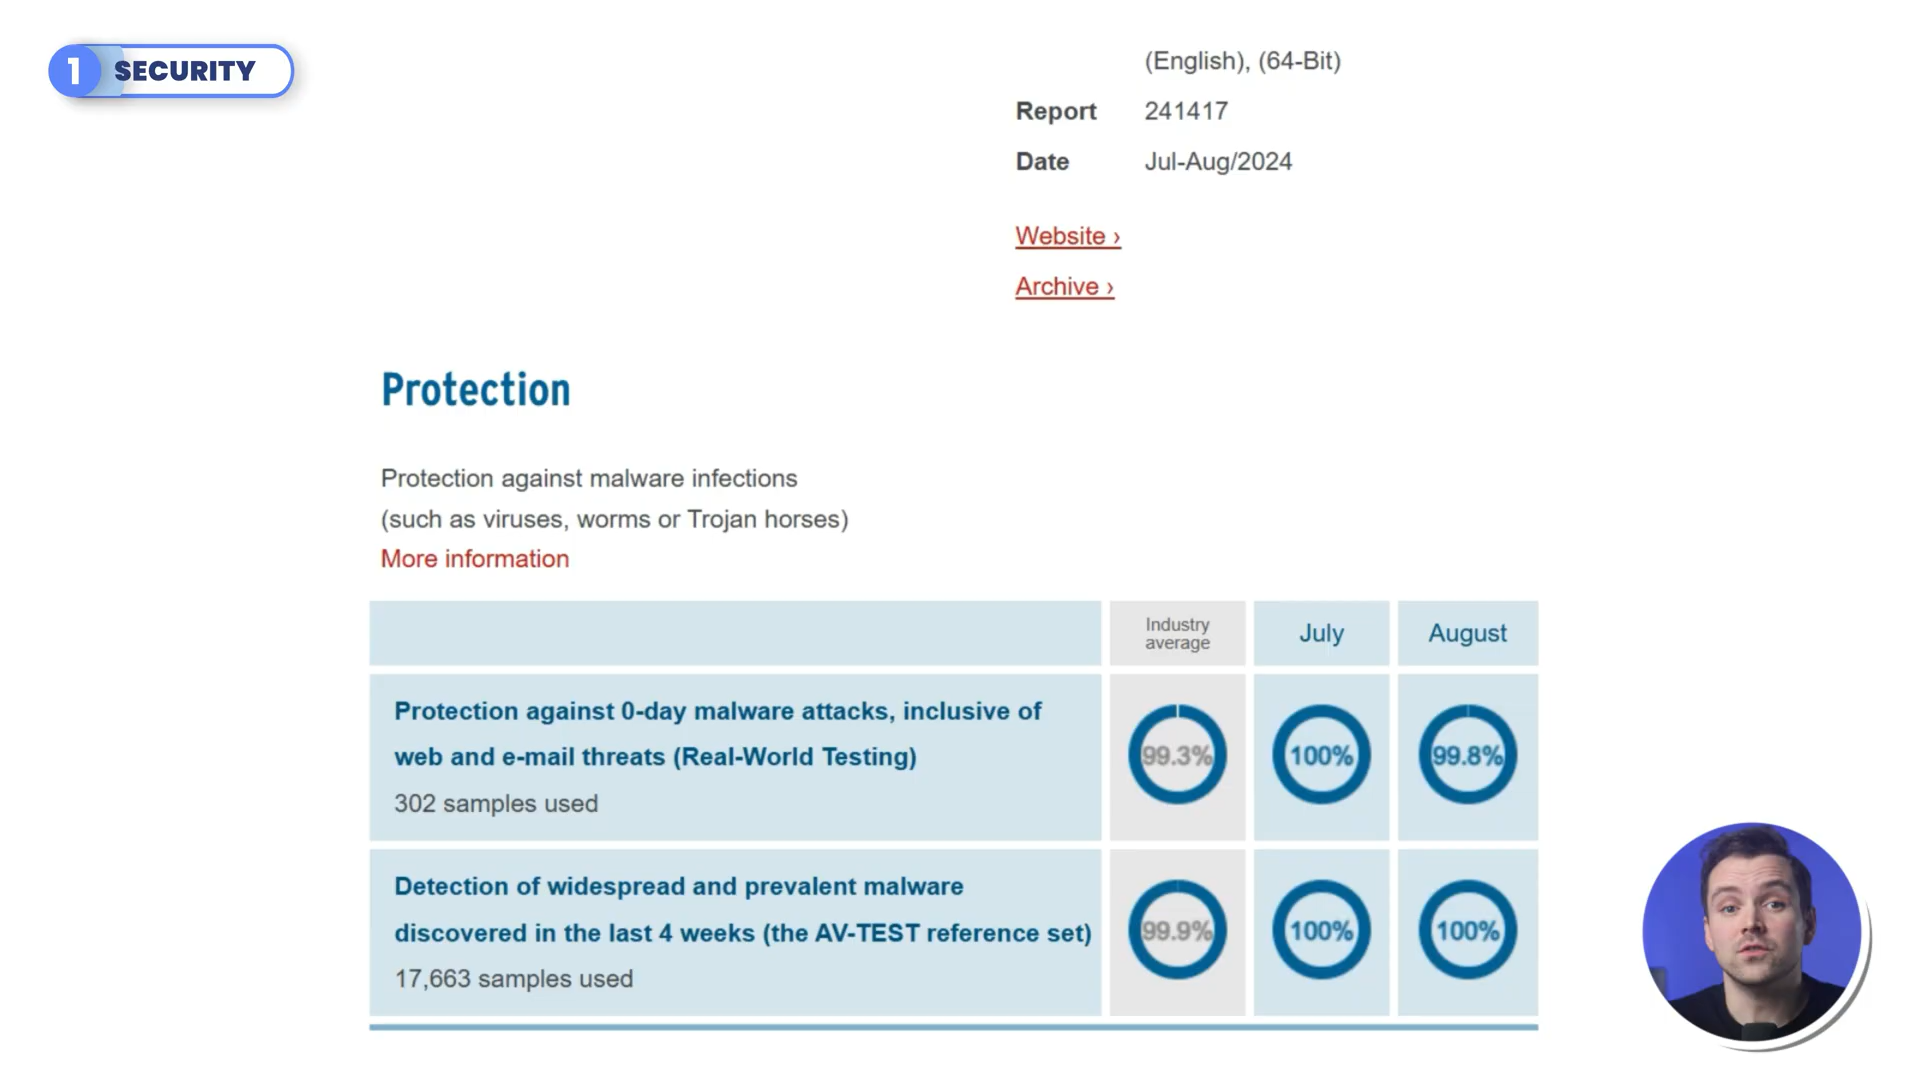 1 SECURITY
(English), (64-Bit)
Report 241417
Date Jul-Aug/2024
Website ›
Archive ›
Protection
Protection against malware infections
(such as viruses, worms or Trojan horses)
More information
Industry
average
July
August
Protection against 0-day malware attacks, inclusive of
web and e-mail threats (Real-World Testing)
302 samples used
99.3%
100%
99.8%
Detection of widespread and prevalent malware
discovered in the last 4 weeks (the AV-TEST reference set)
17,663 samples used
99.9%
100%
100%